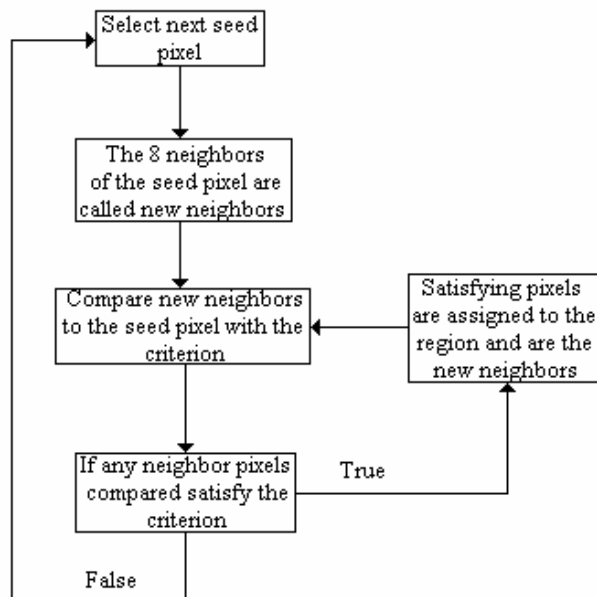 Select next seed
pixel
The 8 neighbors
of the seed pixel are
called new neighbors
Compare new neighbors
to the seed pixel with the
criterion
Satisfying pixels
are assigned to the
region and are the
new neighbors
If any neighbor pixels
compared satisfy the
criterion
True
False